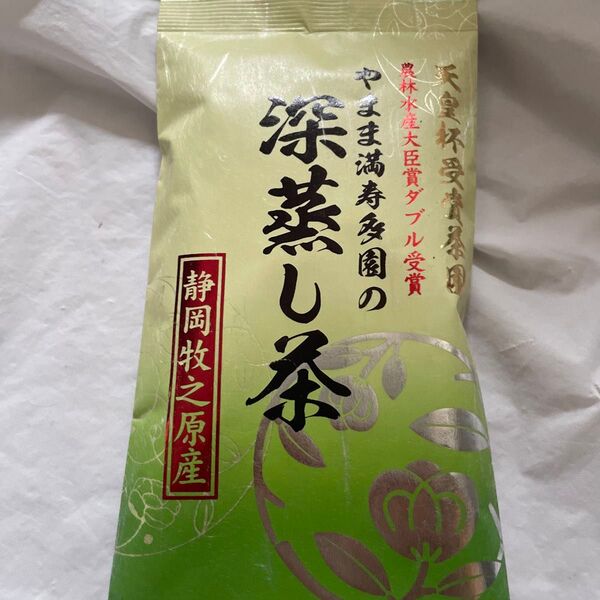 天皇杯受賞茶園
農林水産大臣賞ダブル受賞
やまま満寿多園の
深蒸し茶
静岡牧之原産